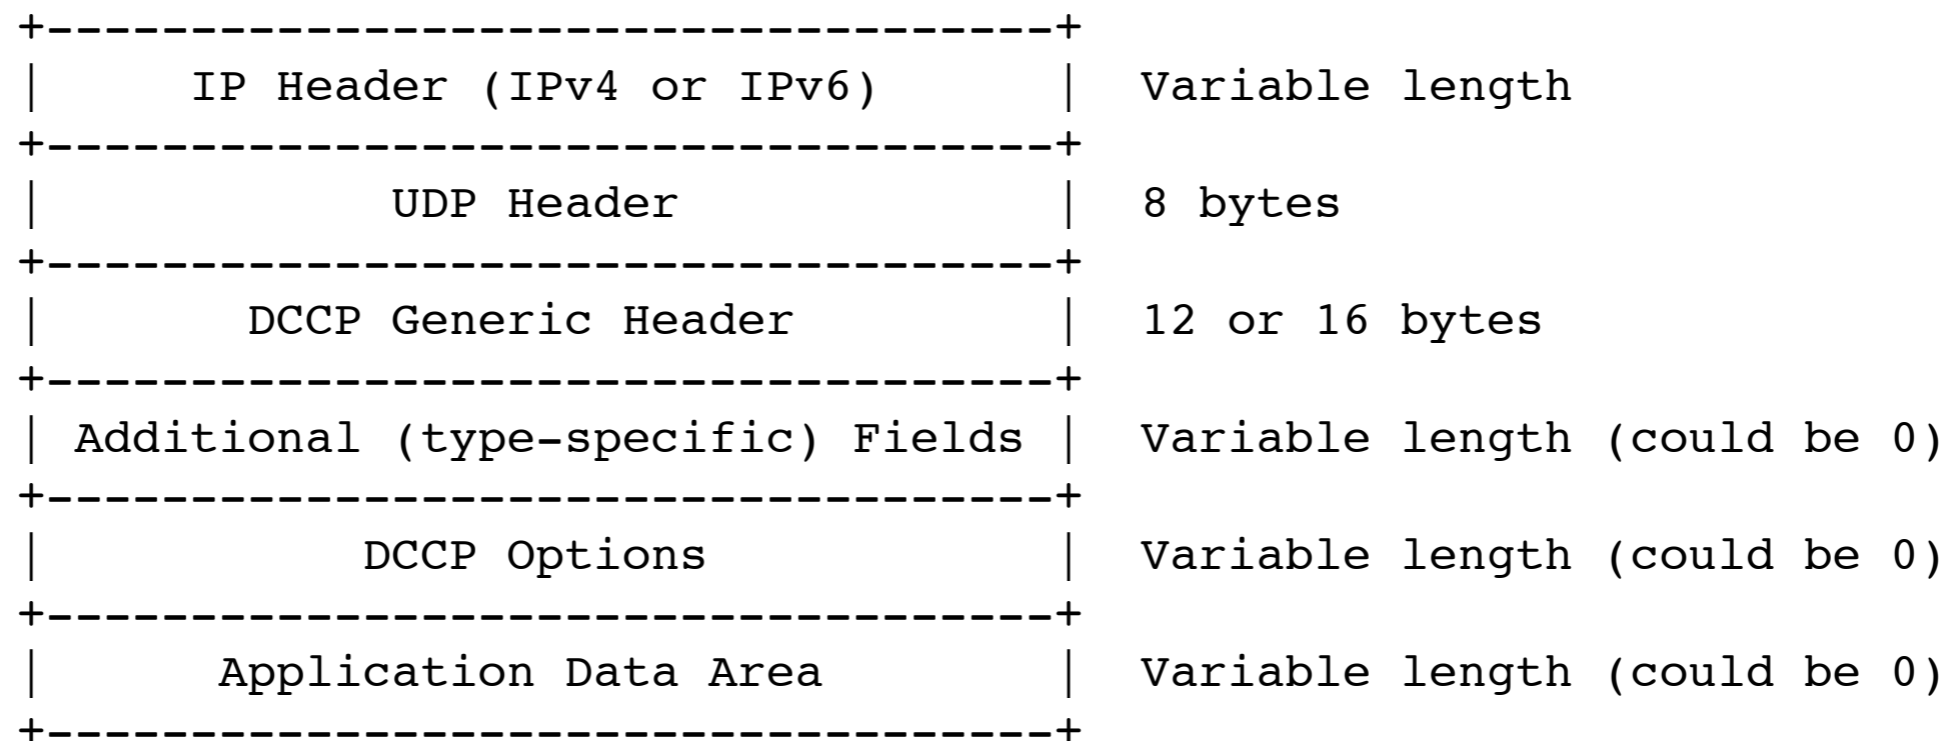 +-----------------------------------+
|     IP Header (IPv4 or IPv6)      |  Variable length
+-----------------------------------+
|            UDP Header             |  8 bytes
+-----------------------------------+
|       DCCP Generic Header         |  12 or 16 bytes
+-----------------------------------+
| Additional (type-specific) Fields |  Variable length (could be 0)
+-----------------------------------+
|           DCCP Options            |  Variable length (could be 0)
+-----------------------------------+
|      Application Data Area        |  Variable length (could be 0)
+-----------------------------------+